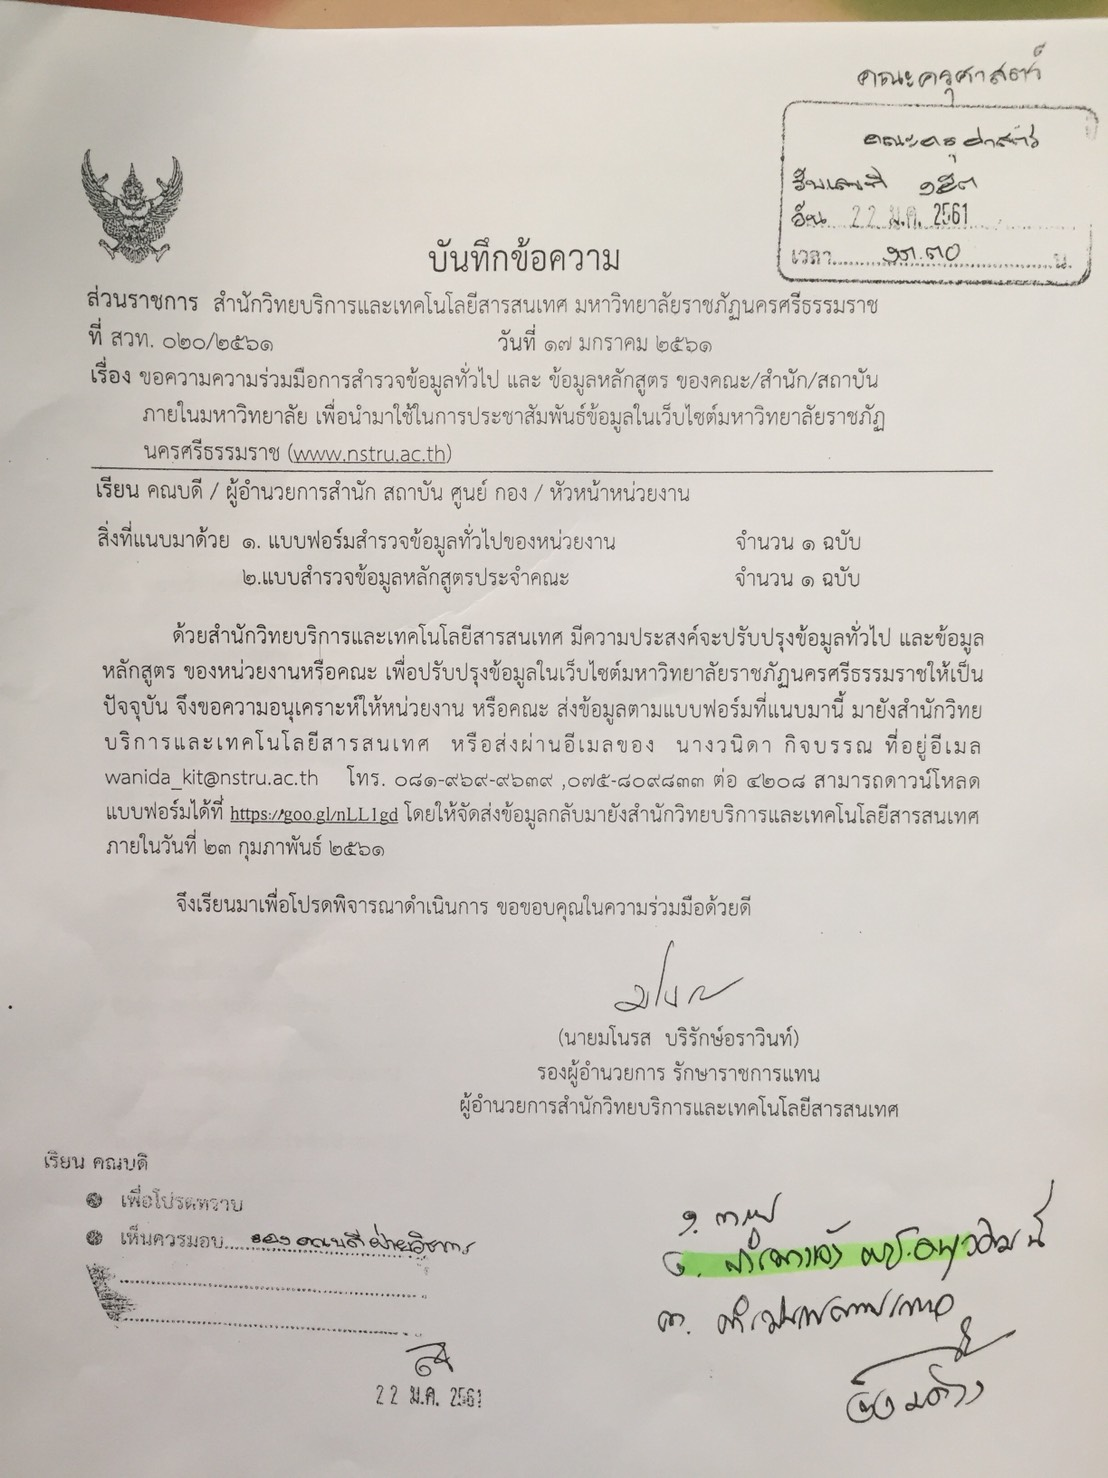 คณะครุศาสตร์
คณะครุศาสตร์
รับเลขที่ ๑๕๓
วัน 22 ม.ค. 2561
เวลา ๑๓.๓๐ น.
บันทึกข้อความ
ส่วนราชการ สำนักวิทยบริการและเทคโนโลยีสารสนเทศ มหาวิทยาลัยราชภัฏนครศรีธรรมราช
ที่ สวท. ๐๒๐/๒๕๖๑ วันที่ ๑๗ มกราคม ๒๕๖๑
เรื่อง ขอความความร่วมมือการสำรวจข้อมูลทั่วไป และ ข้อมูลหลักสูตร ของคณะ/สำนัก/สถาบัน
ภายในมหาวิทยาลัย เพื่อนำมาใช้ในการประชาสัมพันธ์ข้อมูลในเว็บไซต์มหาวิทยาลัยราชภัฏ
นครศรีธรรมราช (www.nstru.ac.th)
เรียน คณบดี / ผู้อำนวยการสำนัก สถาบัน ศูนย์ กอง / หัวหน้าหน่วยงาน
สิ่งที่แนบมาด้วย ๑. แบบฟอร์มสำรวจข้อมูลทั่วไปของหน่วยงาน จำนวน ๑ ฉบับ
๒.แบบสำรวจข้อมูลหลักสูตรประจำคณะ จำนวน ๑ ฉบับ
ด้วยสำนักวิทยบริการและเทคโนโลยีสารสนเทศ มีความประสงค์จะปรับปรุงข้อมูลทั่วไป และข้อมูล
หลักสูตร ของหน่วยงานหรือคณะ เพื่อปรับปรุงข้อมูลในเว็บไซต์มหาวิทยาลัยราชภัฏนครศรีธรรมราชให้เป็น
ปัจจุบัน จึงขอความอนุเคราะห์ให้หน่วยงาน หรือคณะ ส่งข้อมูลตามแบบฟอร์มที่แนบมานี้ มายังสำนักวิทย
บริการและเทคโนโลยีสารสนเทศ หรือส่งผ่านอีเมลของ นางวนิดา กิจบรรณ ที่อยู่อีเมล
wanida_kit@nstru.ac.th โทร. ๐๘๑-๙๖๙-๙๖๓๙ ,๐๗๕-๘๐๙๘๓๓ ต่อ ๔๒๐๘ สามารถดาวน์โหลด
แบบฟอร์มได้ที่ https://goo.gl/nLL1gd โดยให้จัดส่งข้อมูลกลับมายังสำนักวิทยบริการและเทคโนโลยีสารสนเทศ
ภายในวันที่ ๒๓ กุมภาพันธ์ ๒๕๖๑
จึงเรียนมาเพื่อโปรดพิจารณาดำเนินการ ขอขอบคุณในความร่วมมือด้วยดี
(นายมโนรส บริรักษ์อราวินท์)
รองผู้อำนวยการ รักษาราชการแทน
ผู้อำนวยการสำนักวิทยบริการและเทคโนโลยีสารสนเทศ
เรียน คณบดี
เพื่อโปรดทราบ
เห็นควรมอบ รองคณบดีฝ่ายวิชาการ
22 ม.ค. 2561
๑. ทราบ
๒.
๓.